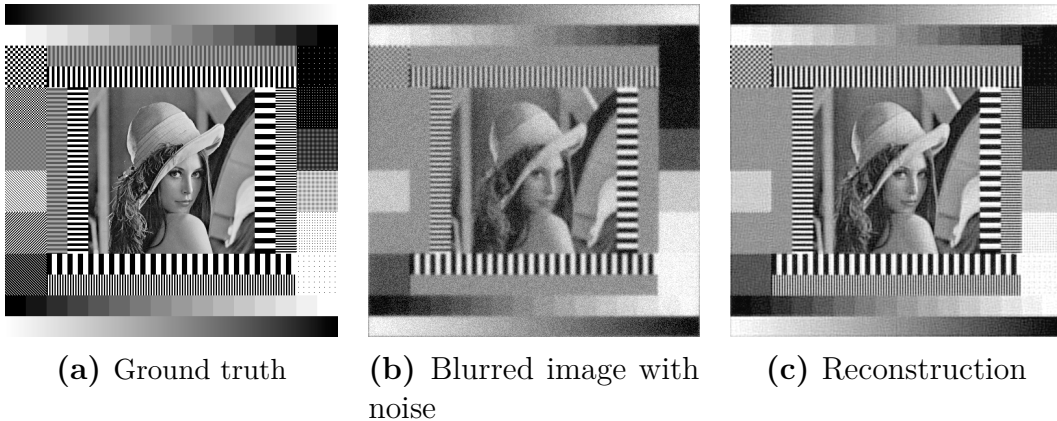 (a) Ground truth
(b) Blurred image with
noise
(c) Reconstruction